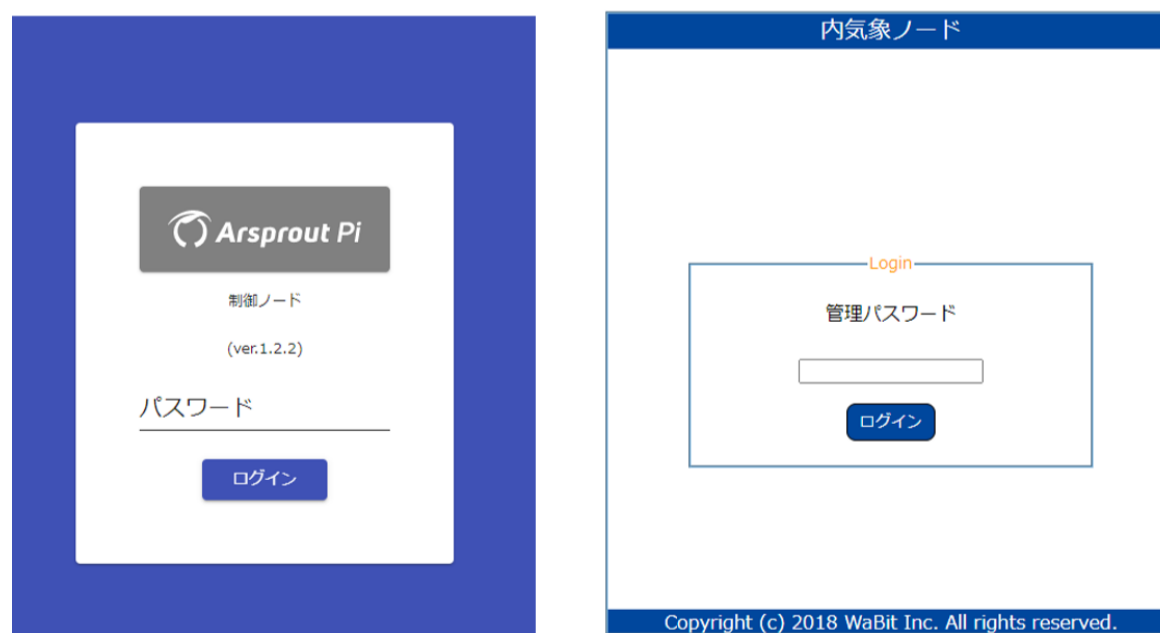 Arsprout Pi
制御ノード
(ver.1.2.2)
パスワード
ログイン
内気象ノード
Login
管理パスワード
ログイン
Copyright (c) 2018 WaBit Inc. All rights reserved.